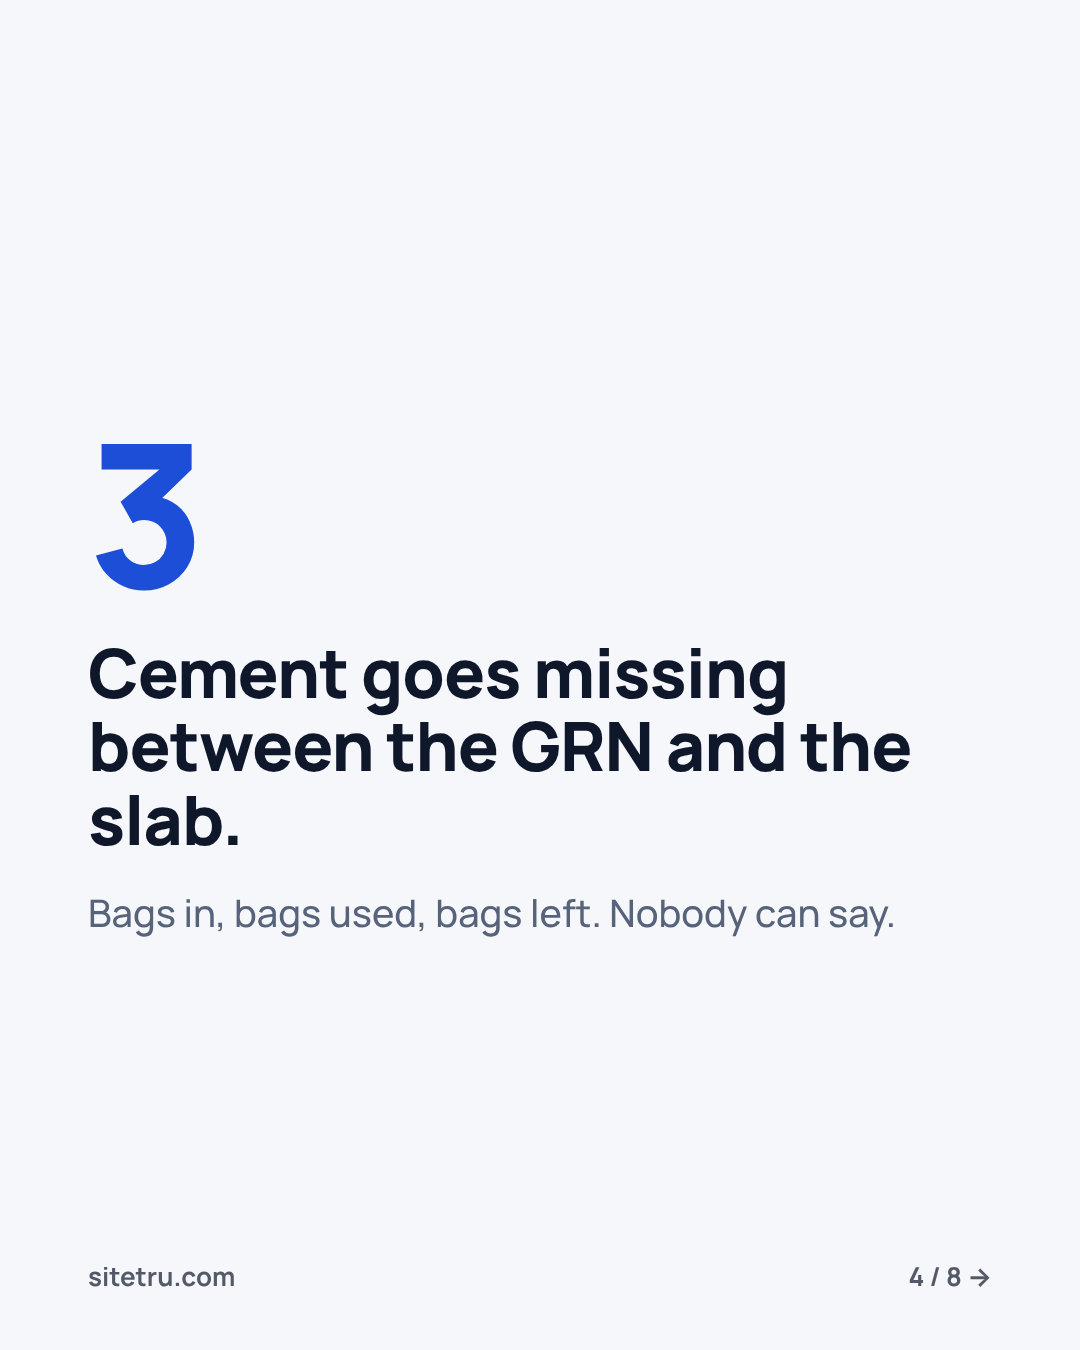 3
Cement goes missing
between the GRN and the
slab.
Bags in, bags used, bags left. Nobody can say.
sitetru.com
4 / 8 →